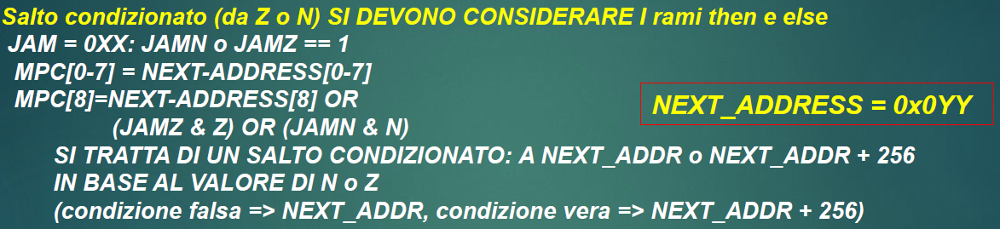 Salto condizionato (da Z o N) SI DEVONO CONSIDERARE I rami then e else
JAM = 0XX: JAMN o JAMZ == 1
MPC[0-7] = NEXT-ADDRESS[0-7]
MPC[8]=NEXT-ADDRESS[8] OR
(JAMZ & Z) OR (JAMN & N)
NEXT_ADDRESS = 0x0YY
SI TRATTA DI UN SALTO CONDIZIONATO: A NEXT_ADDR o NEXT_ADDR + 256
IN BASE AL VALORE DI N o Z
(condizione falsa => NEXT_ADDR, condizione vera => NEXT_ADDR + 256)